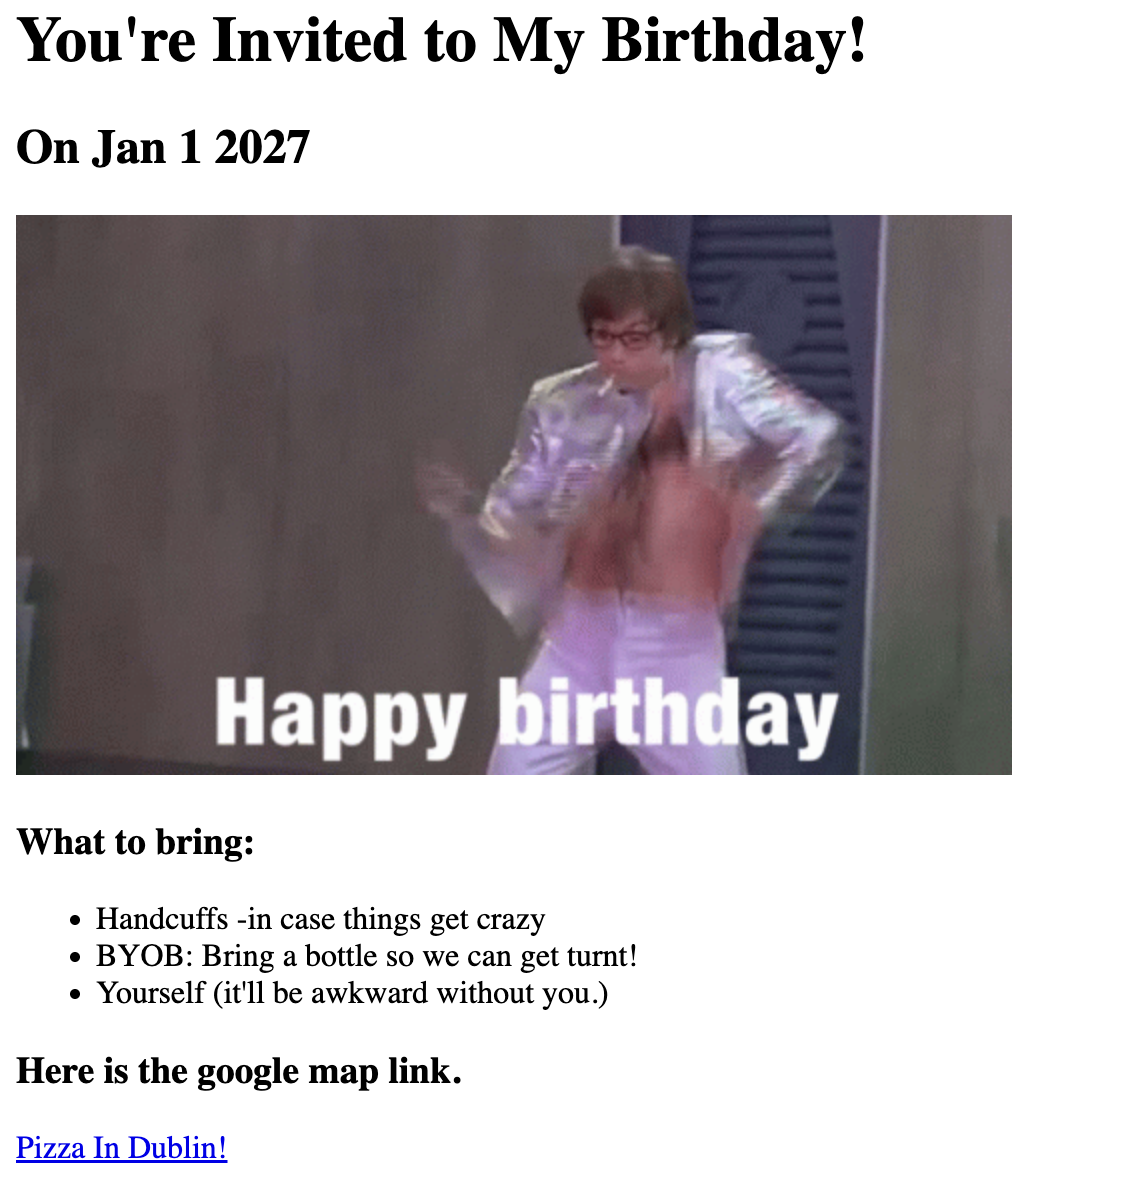 You're Invited to My Birthday!
On Jan 1 2027
Happy birthday
What to bring:
Handcuffs -in case things get crazy
BYOB: Bring a bottle so we can get turnt!
Yourself (it'll be awkward without you.)
Here is the google map link.
Pizza In Dublin!